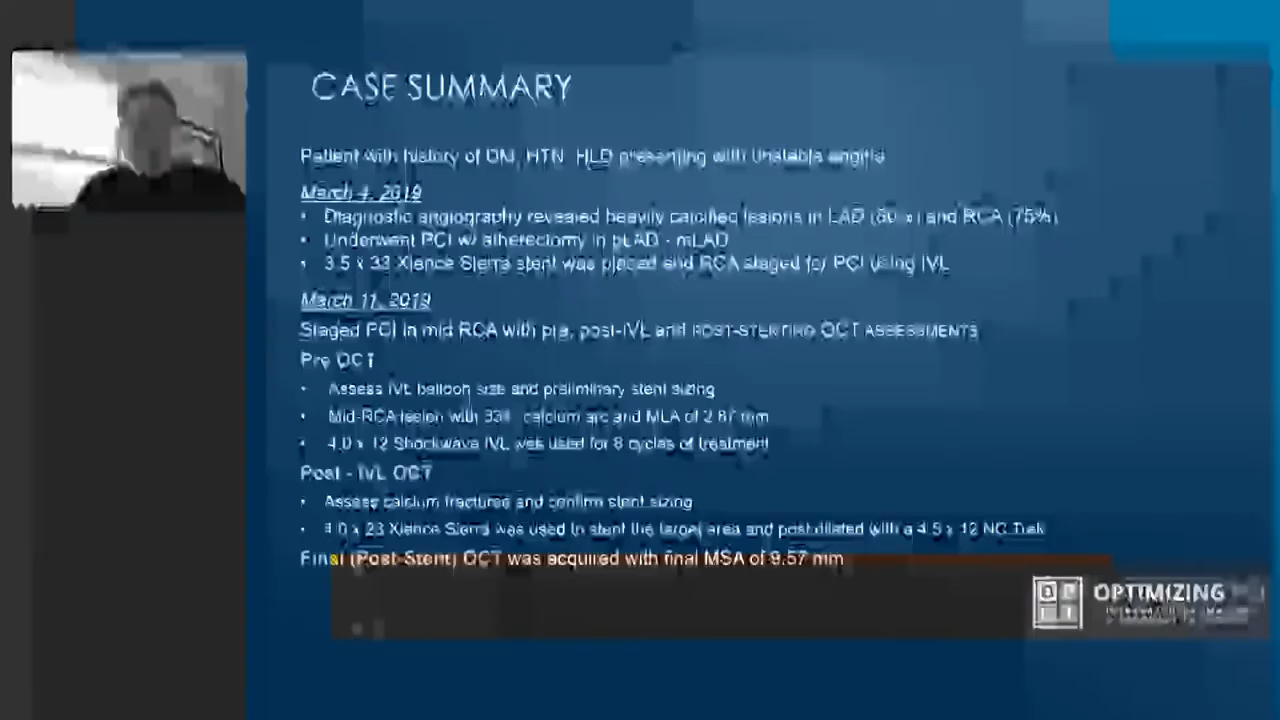 CASE SUMMARY
Patient with history of DM, HTN, HLD presenting with Unstable angina
March 4, 2019
• Diagnostic angiography revealed heavily calcified lesions in LAD and RCA (75%)
• Underwent PCI w/ atherectomy in pLAD - mLAD
• 3.5 x 33 Xience Sierra stent was placed and RCA staged for PCI using IVL
March 11, 2019
Staged PCI in mid RCA with pre, post-IVL and POST-STENTING OCT ASSESSMENTS
Pre OCT
• Assess IVL balloon size and preliminary stent sizing
• Mid-RCA lesion with calcium arc and MLA of 2.87 mm
• 4.0 x 12 Shockwave IVL was used for 8 cycles of treatment
Post - IVL OCT
• Assess calcium fractures and confirm stent sizing
• x 23 Xience Sierra was used to stent the target area and postdilated with a 4.5 x 12 NC Trek
Final (Post-Stent) OCT was acquired with final MSA of 9.57 mm
OPTIMIZING